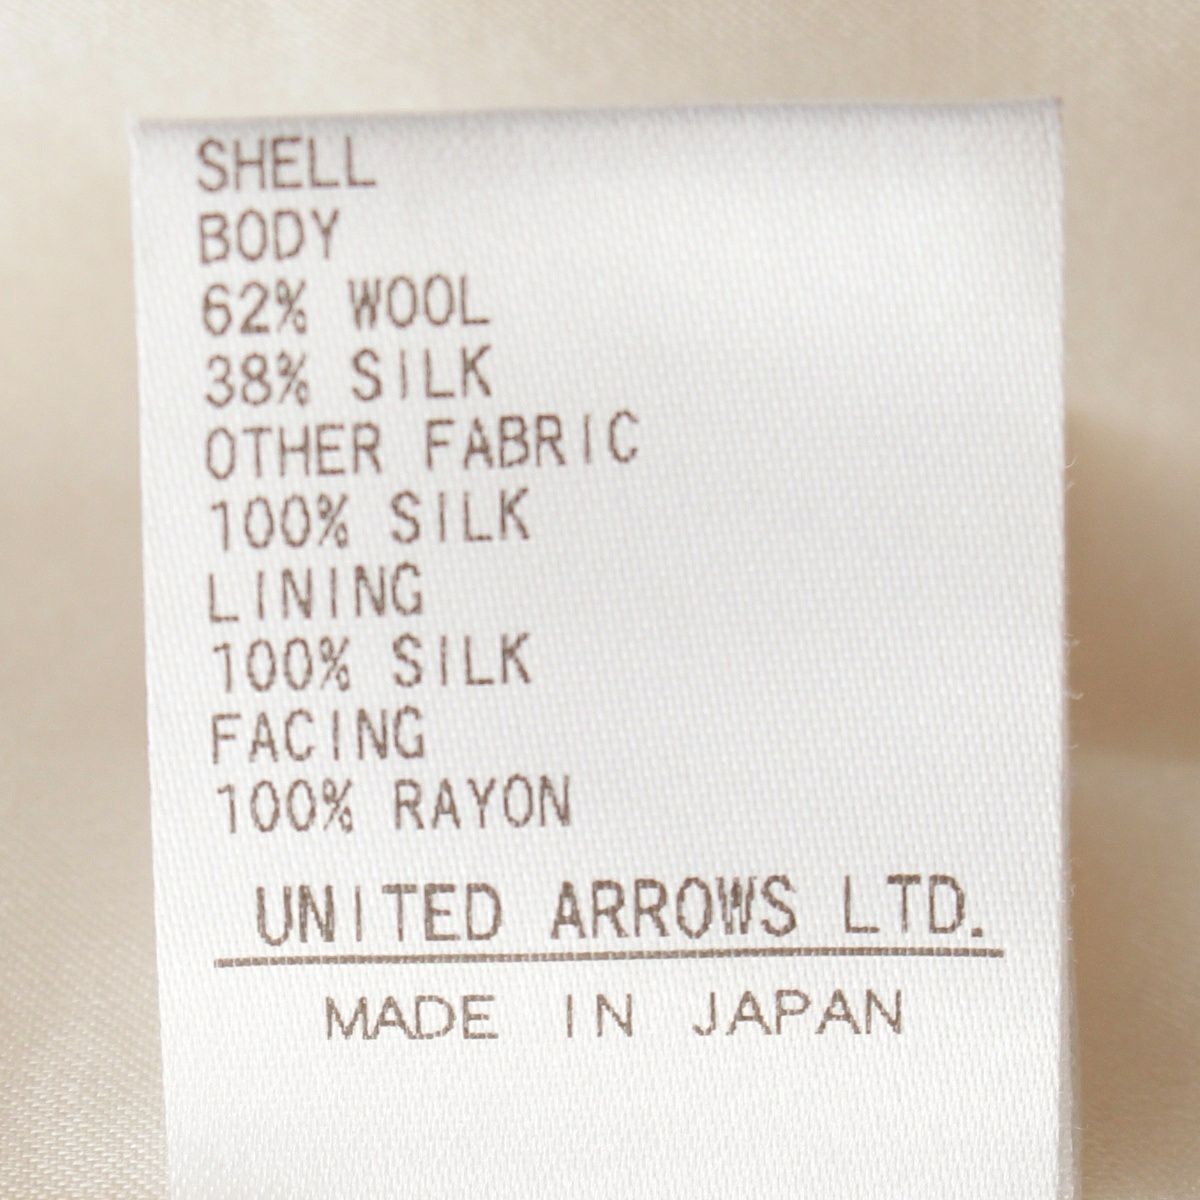 SHELL
BODY
62% WOOL
38% SILK
OTHER FABRIC
100% SILK
LINING
100% SILK
FACING
100% RAYON
UNITED ARROWS LTD.
MADE IN JAPAN